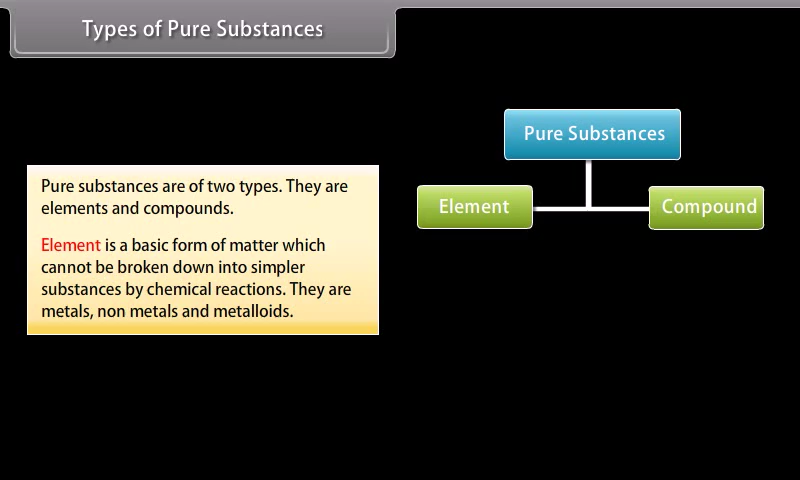 Types of Pure Substances
Pure substances are of two types. They are
elements and compounds.
Element is a basic form of matter which
cannot be broken down into simpler
substances by chemical reactions. They are
metals, non metals and metalloids.
Pure Substances
Element
Compound